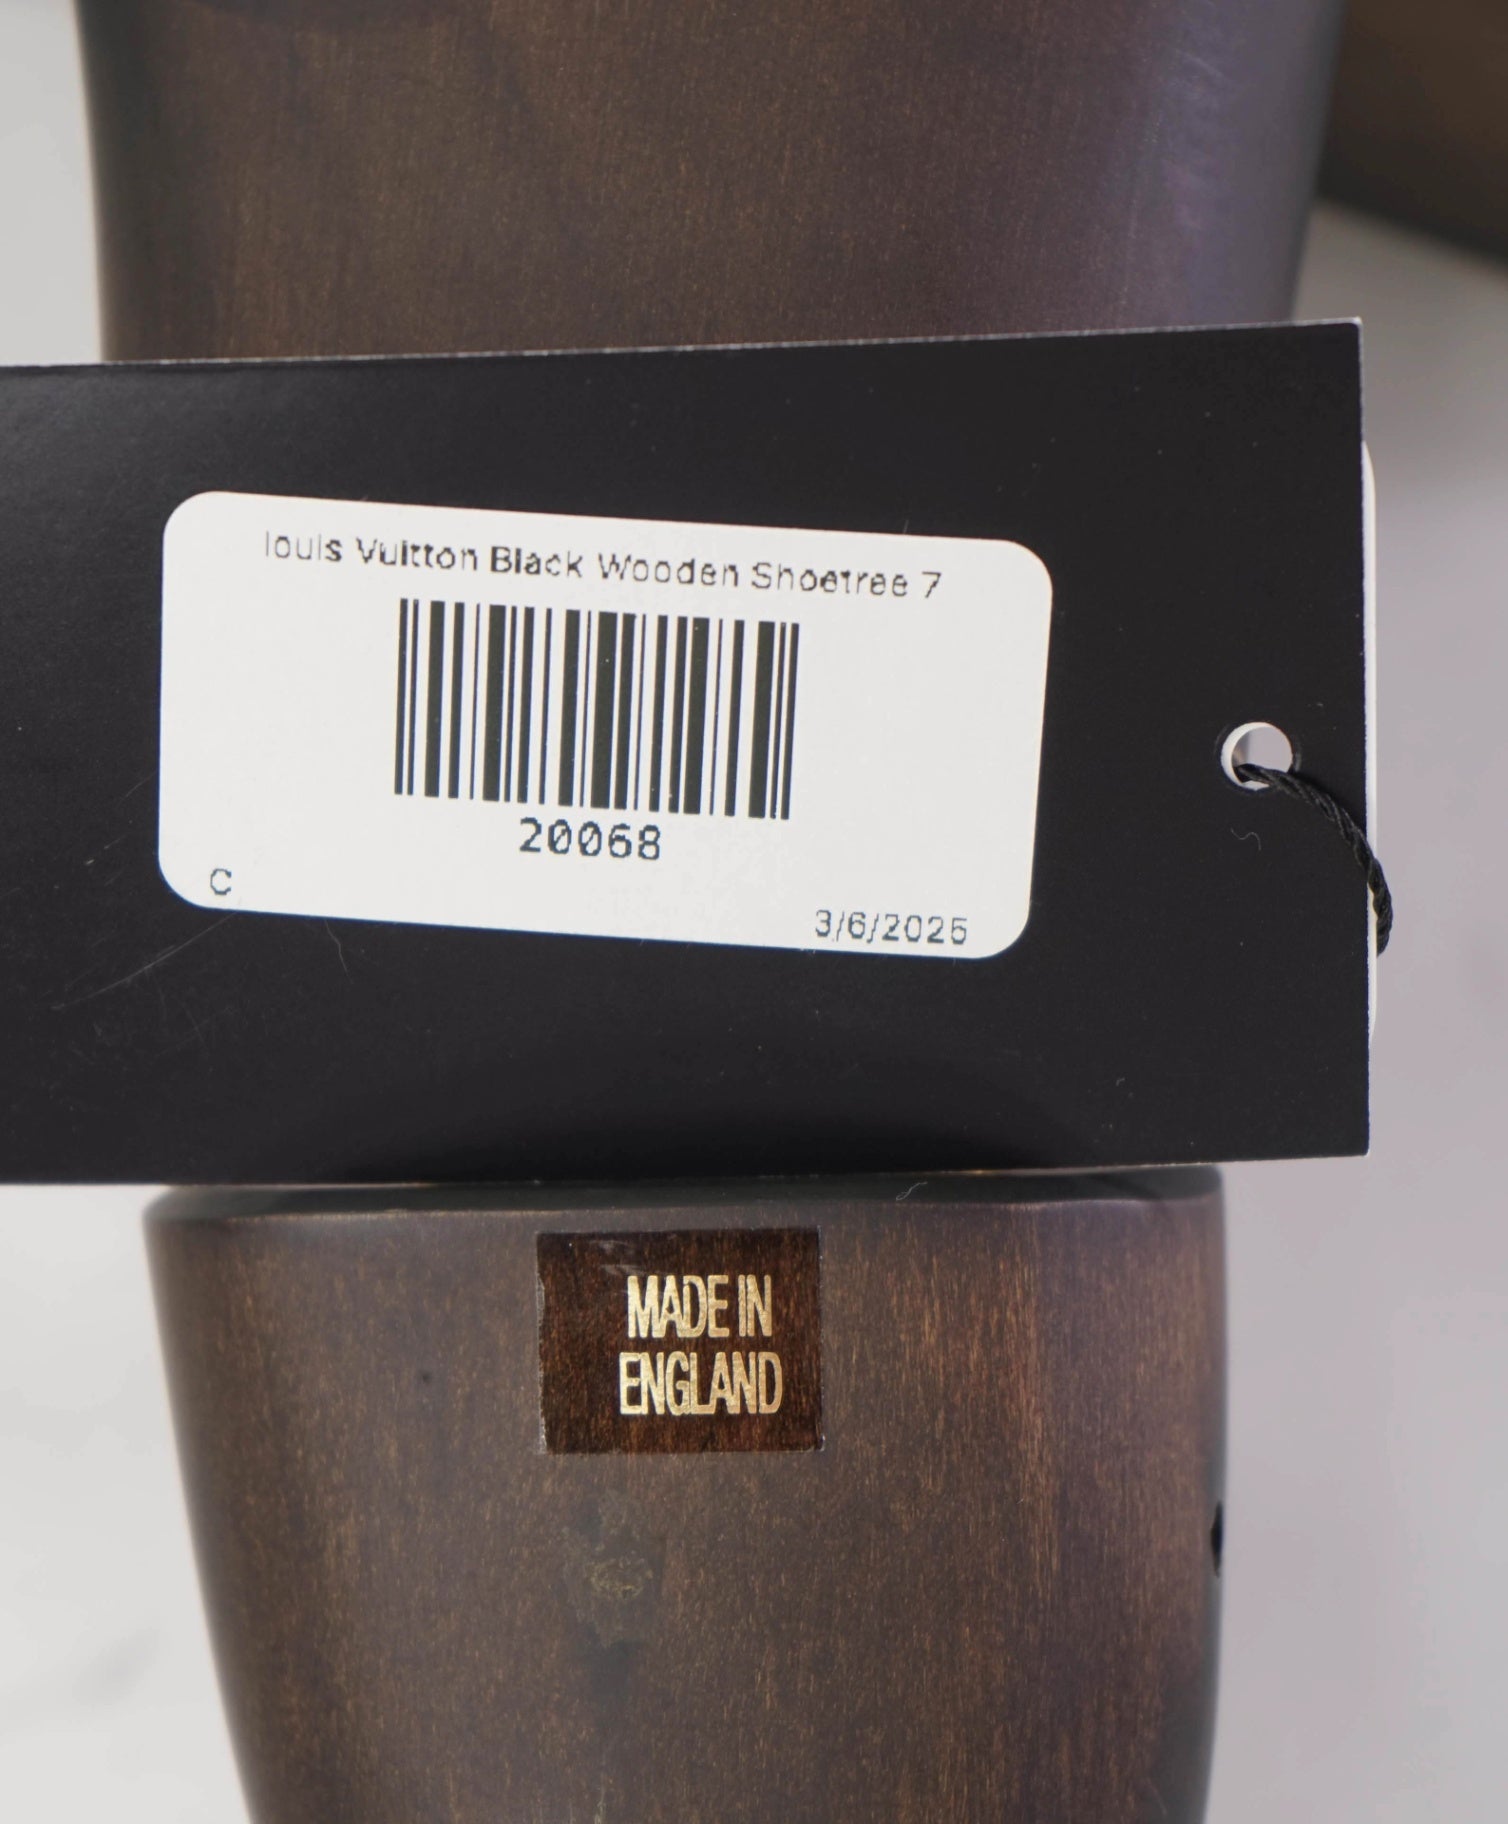 louis Vuitton Black Wooden Shoetree 7
20068
C
3/6/2025
MADE IN
ENGLAND